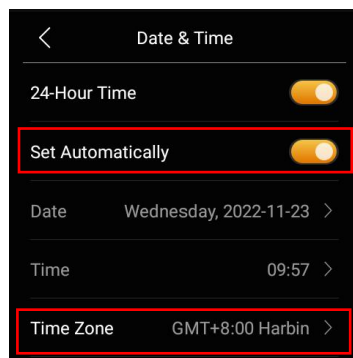 Date & Time
24-Hour Time
Set Automatically
Date Wednesday, 2022-11-23
Time 09:57
Time Zone GMT+8:00 Harbin